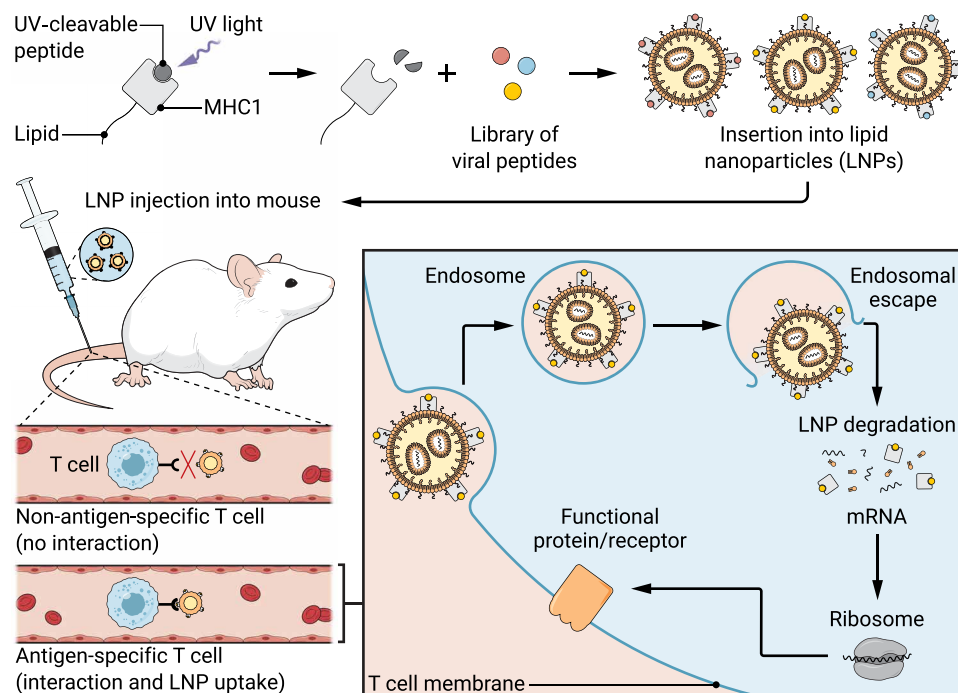 UV-cleavable
peptide
UV light
MHC1
Lipid
Library of
viral peptides
Insertion into lipid
nanoparticles (LNPs)
LNP injection into mouse
T cell
Non-antigen-specific T cell
(no interaction)
Antigen-specific T cell
(interaction and LNP uptake)
Endosome
Endosomal
escape
LNP degradation
mRNA
Ribosome
Functional
protein/receptor
T cell membrane